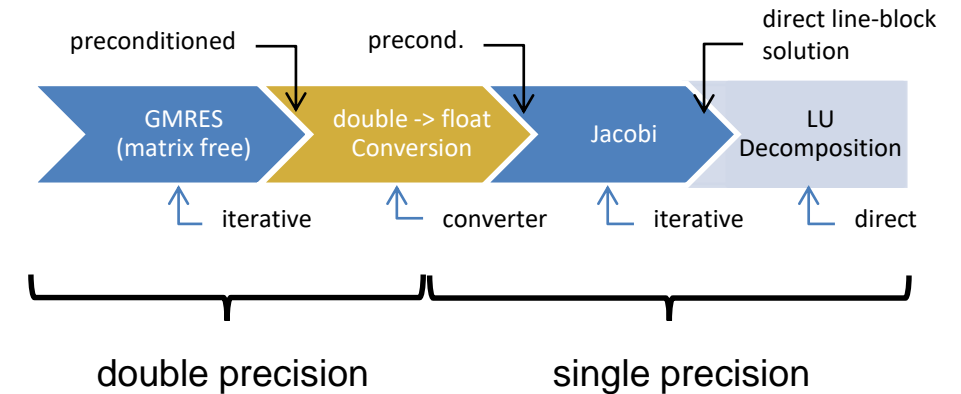 direct line-block
solution
preconditioned
precond.
GMRES
(matrix free)
double -> float
Conversion
Jacobi
LU
Decomposition
iterative
converter
iterative
direct
double precision
single precision